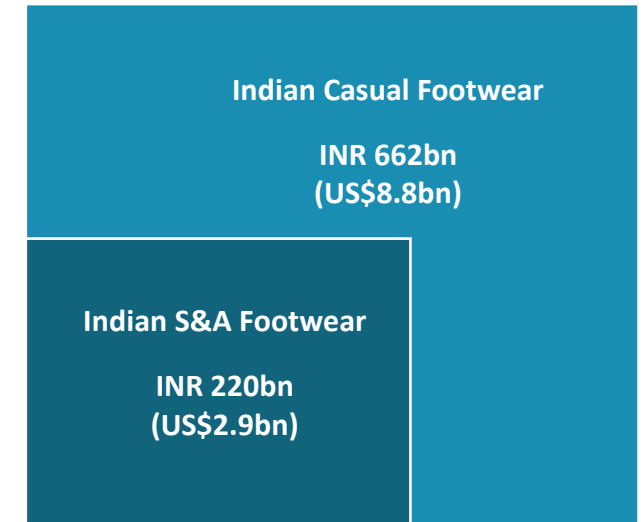 Indian Casual Footwear
INR 662bn
(US$8.8bn)
Indian S&A Footwear
INR 220bn
(US$2.9bn)